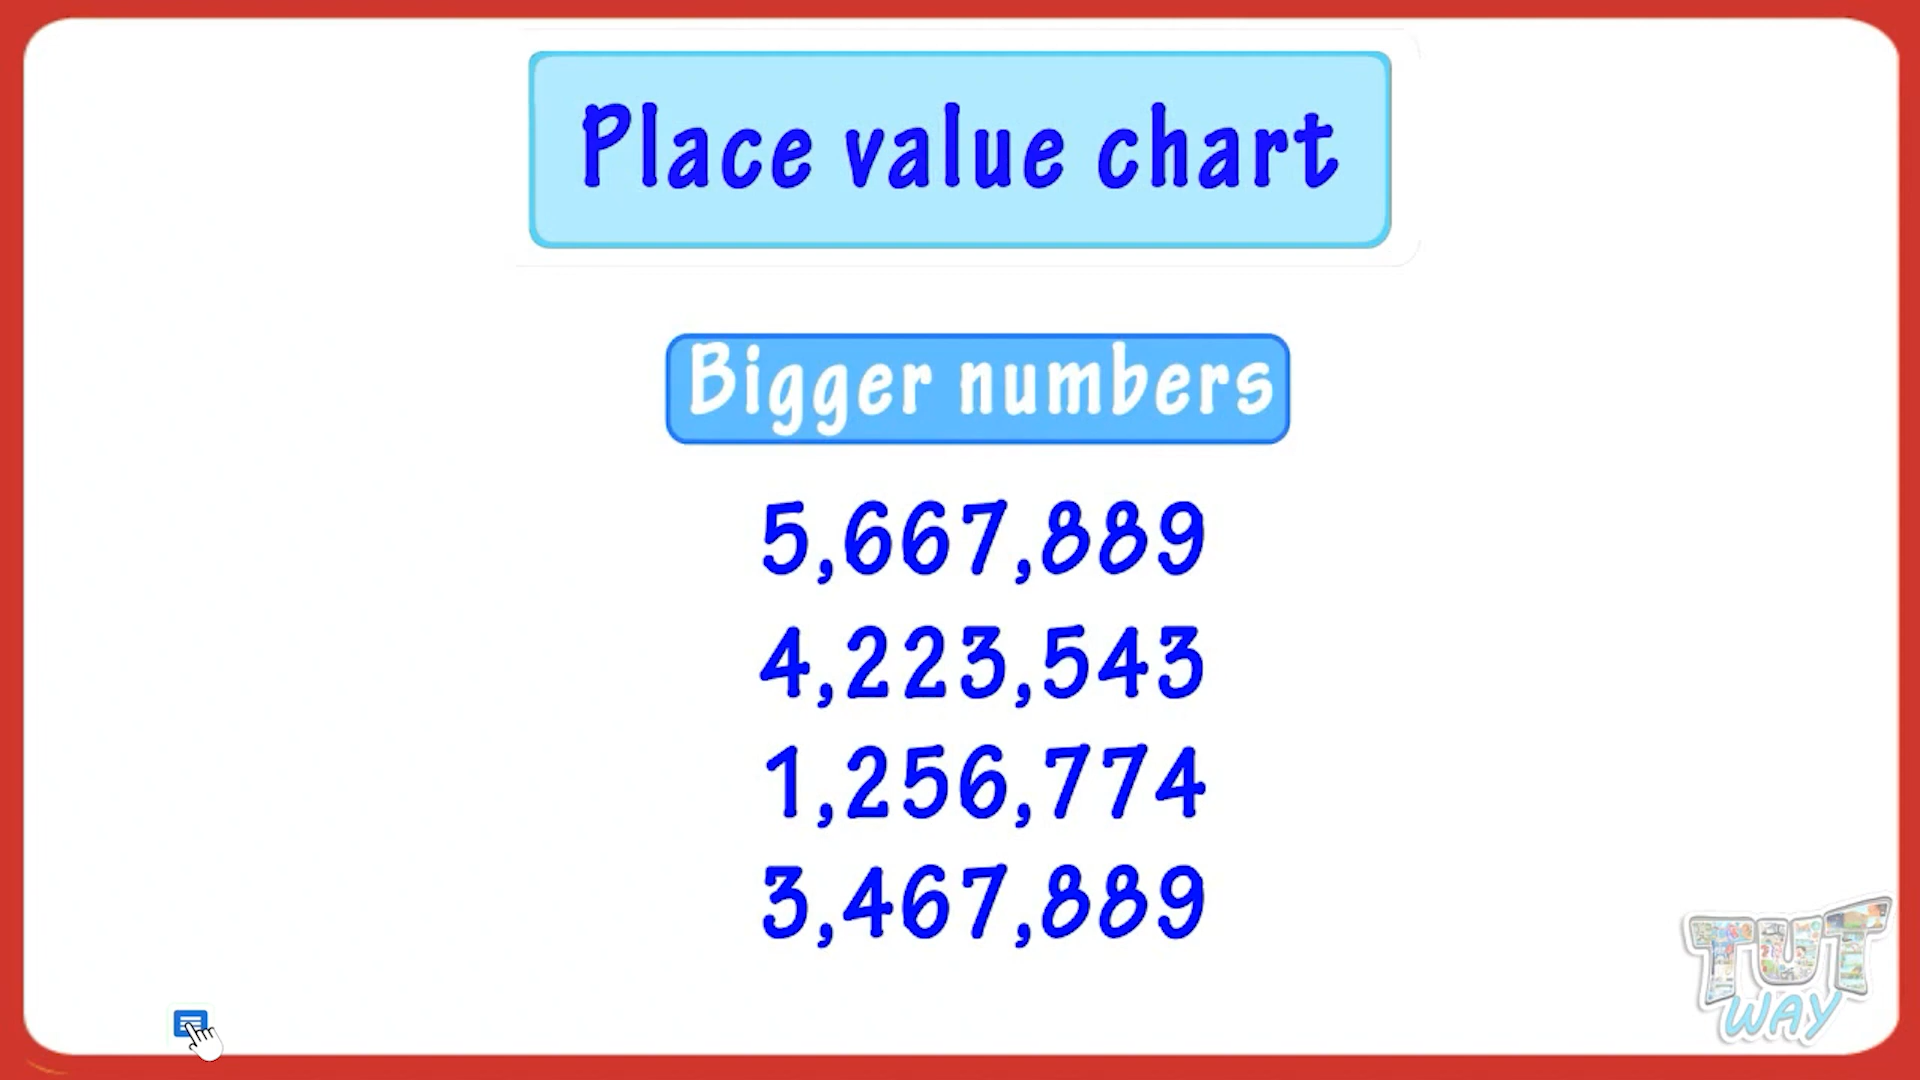 Place value chart
Bigger numbers
5,667,889
4,223,543
1,256,774
3,467,889
TUT
WAY